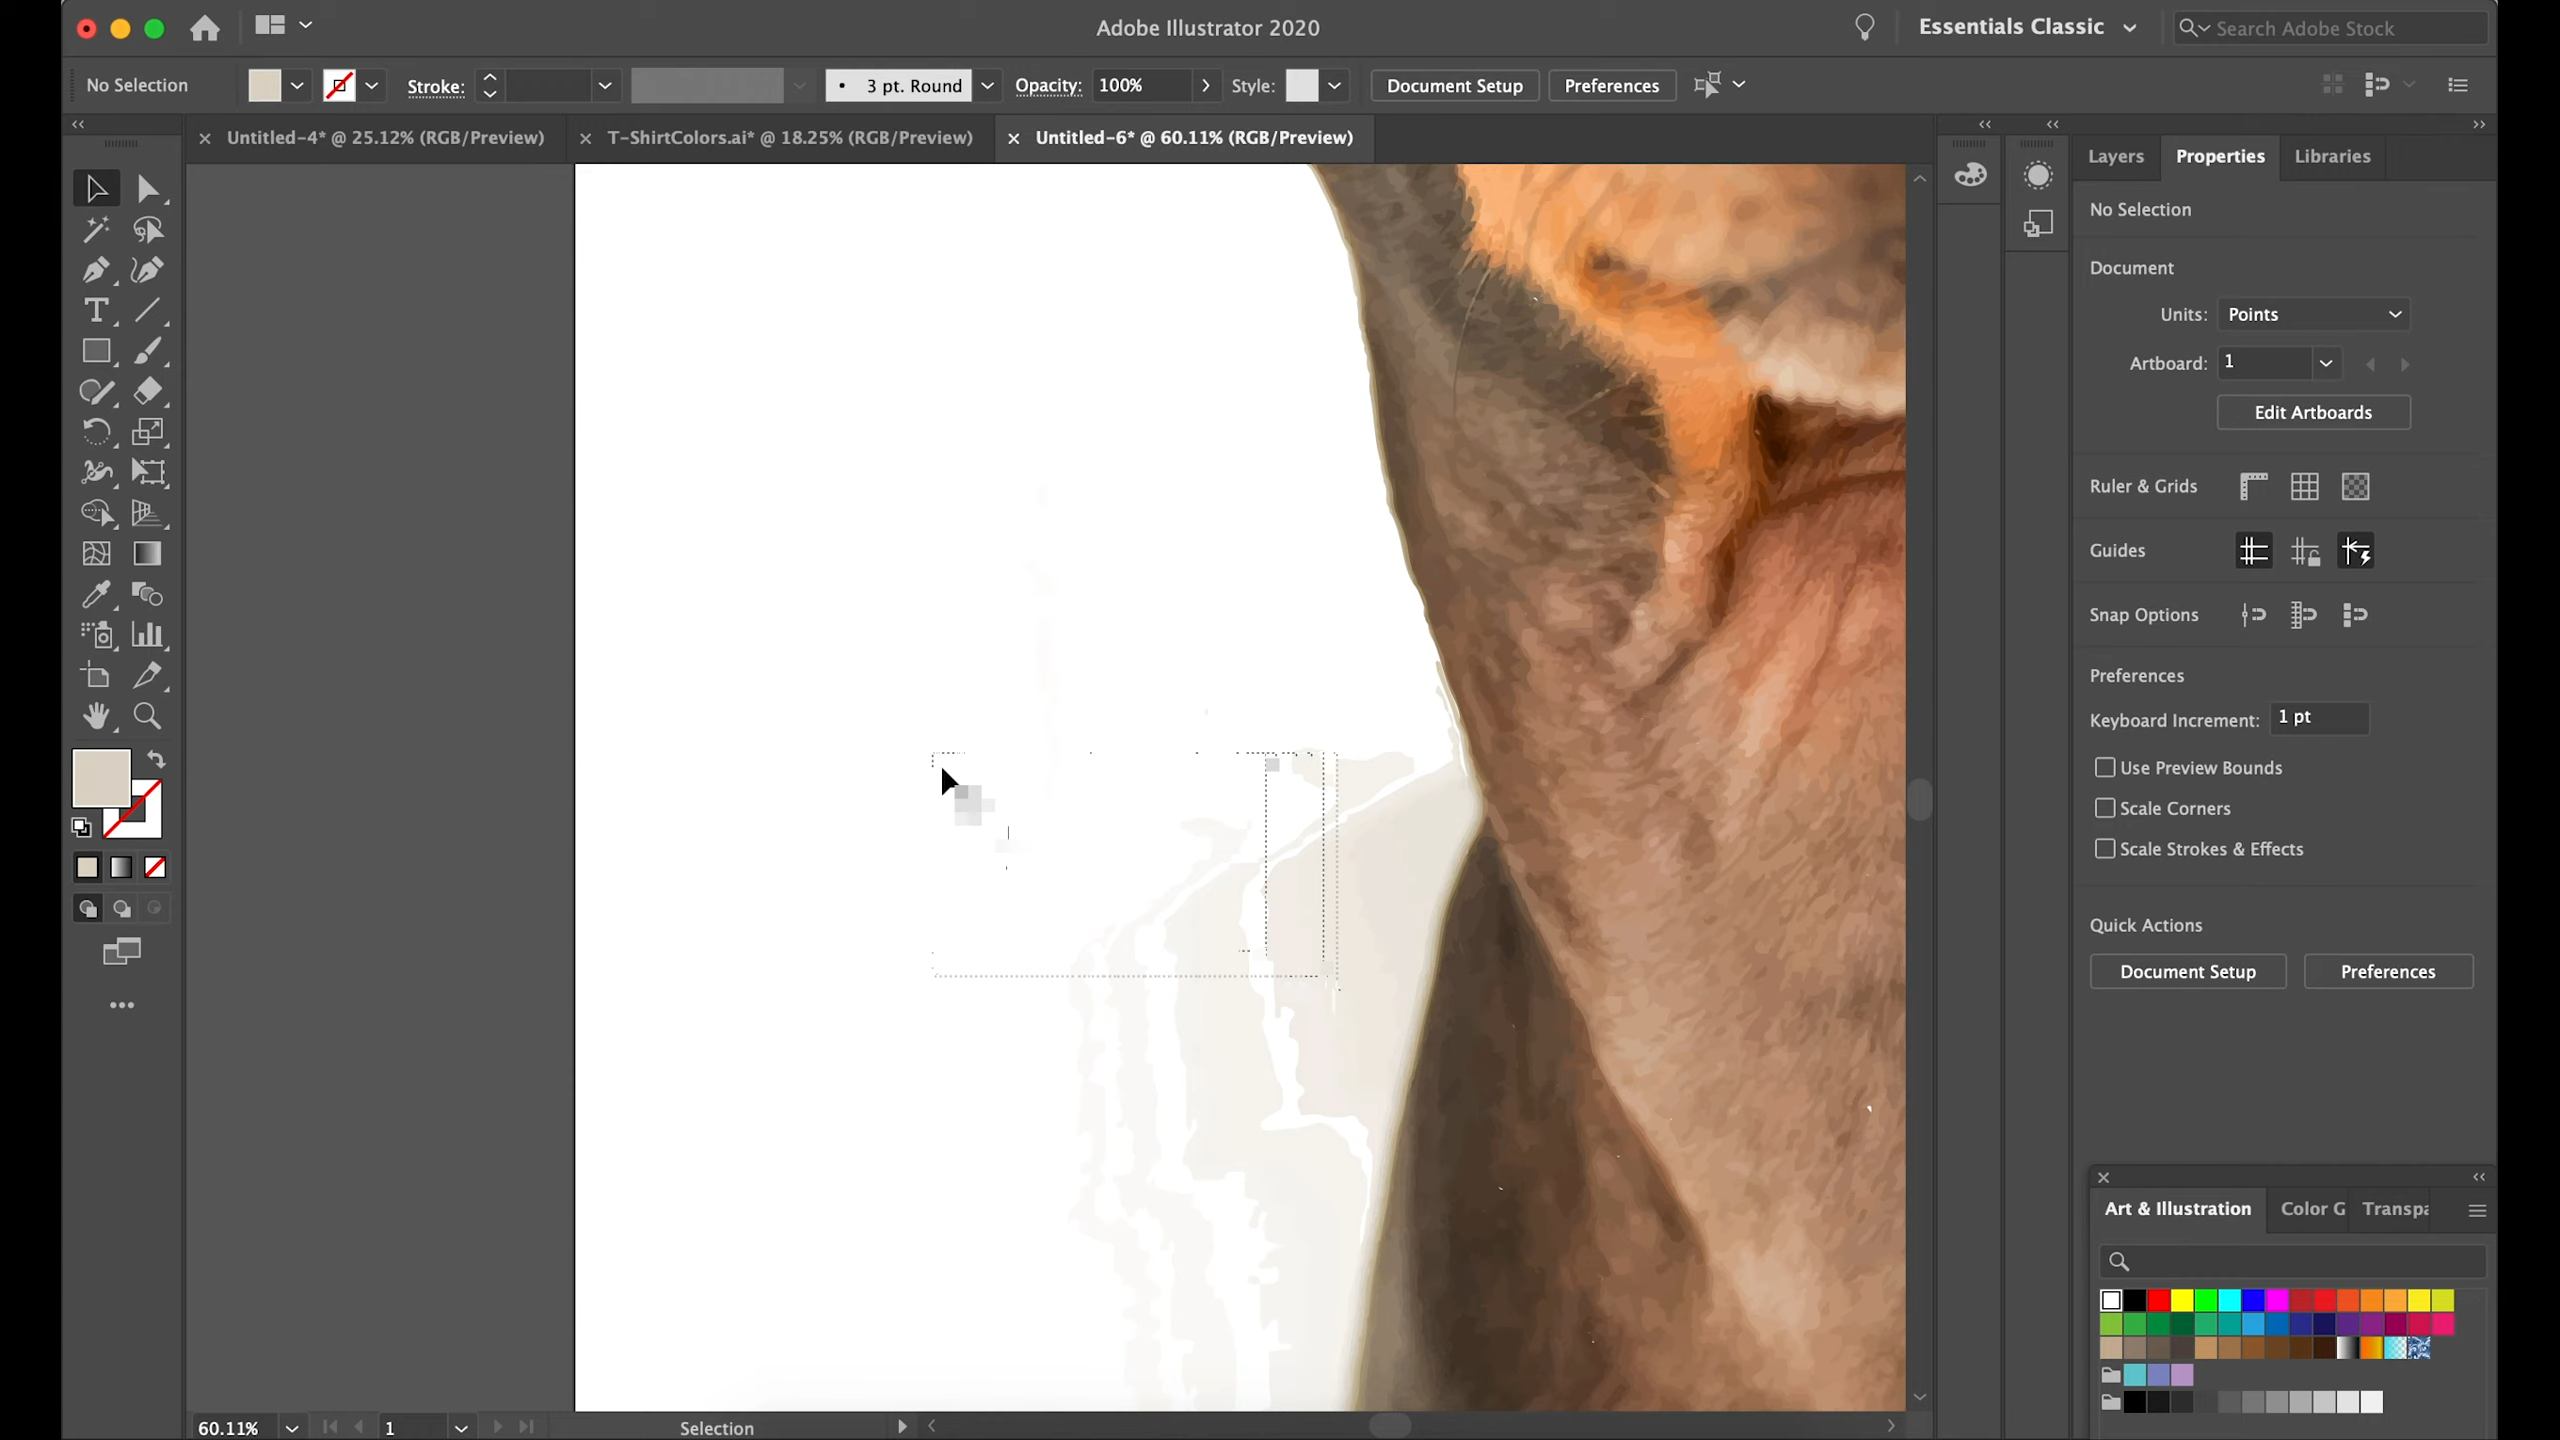 Adobe Illustrator 2020
Essentials Classic
Search Adobe Stock
No Selection
Stroke:
3 pt. Round
Opacity:
100%
Style:
Document Setup
Preferences
Untitled-4* @ 25.12% (RGB/Preview)
T-ShirtColors.ai* @ 18.25% (RGB/Preview)
Untitled-6* @ 60.11% (RGB/Preview)
Layers
Properties
Libraries
No Selection
Document
Units:
Points
Artboard:
1
Edit Artboards
Ruler & Grids
Guides
Snap Options
Preferences
Keyboard Increment:
1 pt
Use Preview Bounds
Scale Corners
Scale Strokes & Effects
Quick Actions
Document Setup
Preferences
Art & Illustration
Color G
Transpa
60.11%
1
Selection